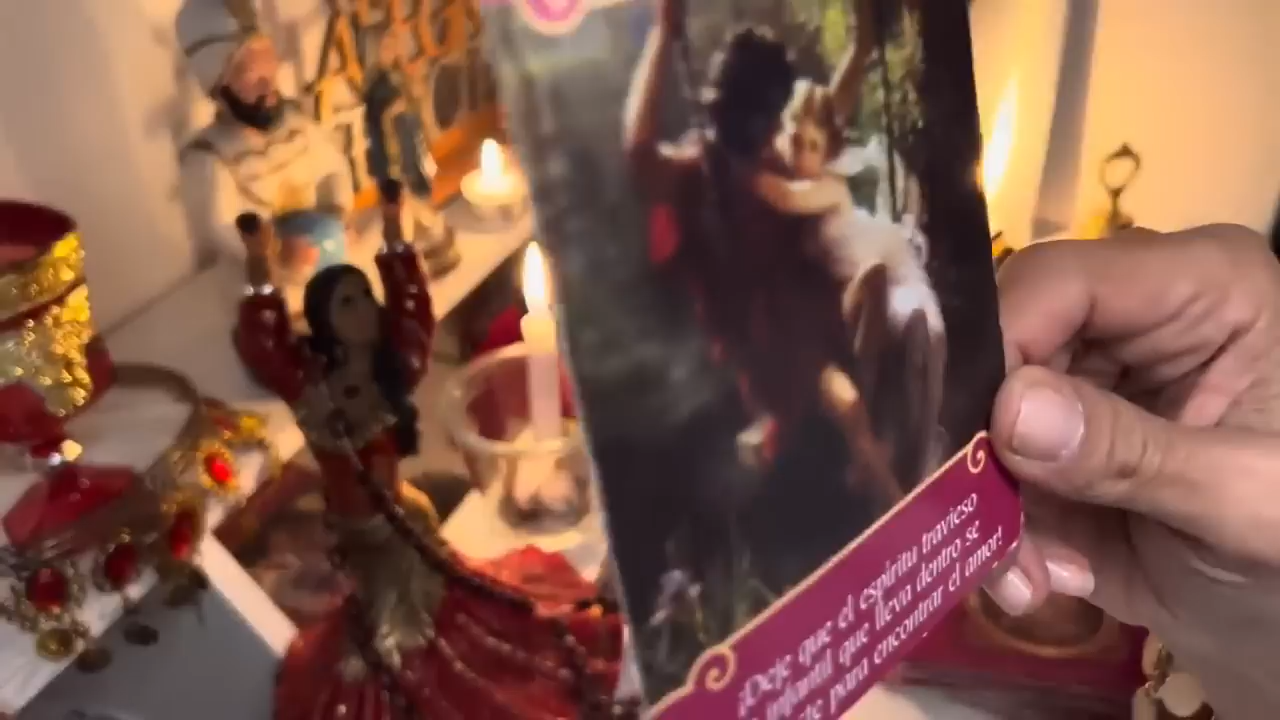 ¡Deje que el espíritu travieso
infantil que lleva dentro se
para encontrar el amor!